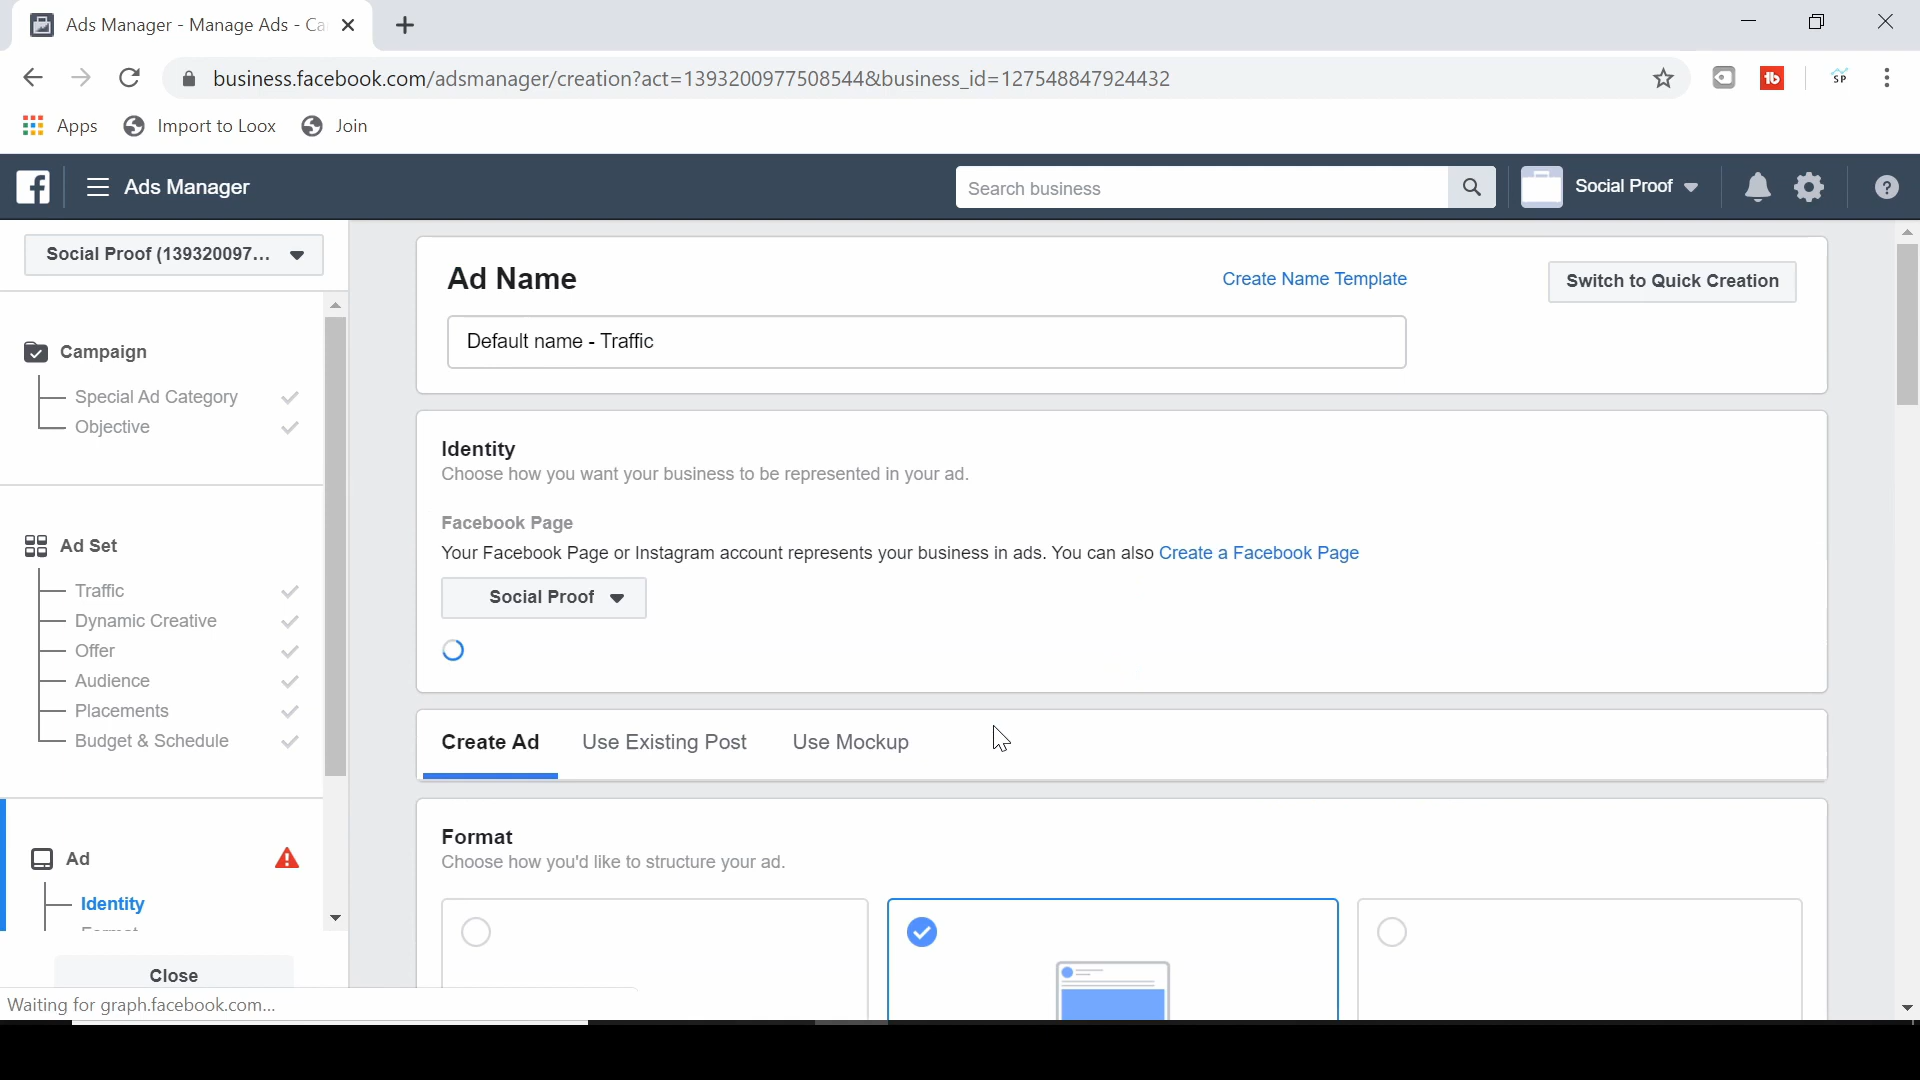 Ads Manager - Manage Ads - Ca
business.facebook.com/adsmanager/creation?act=1393200977508544&business_id=127548847924432
tb
SP
Apps
Import to Loox
Join
Ads Manager
Search business
Social Proof
Social Proof (139320097...
Campaign
Special Ad Category
Objective
Ad Set
Traffic
Dynamic Creative
Offer
Audience
Placements
Budget & Schedule
Ad
Identity
Close
Waiting for graph.facebook.com...
Ad Name
Create Name Template
Switch to Quick Creation
Default name - Traffic
Identity
Choose how you want your business to be represented in your ad.
Facebook Page
Your Facebook Page or Instagram account represents your business in ads. You can also Create a Facebook Page
Social Proof
Create Ad
Use Existing Post
Use Mockup
Format
Choose how you'd like to structure your ad.